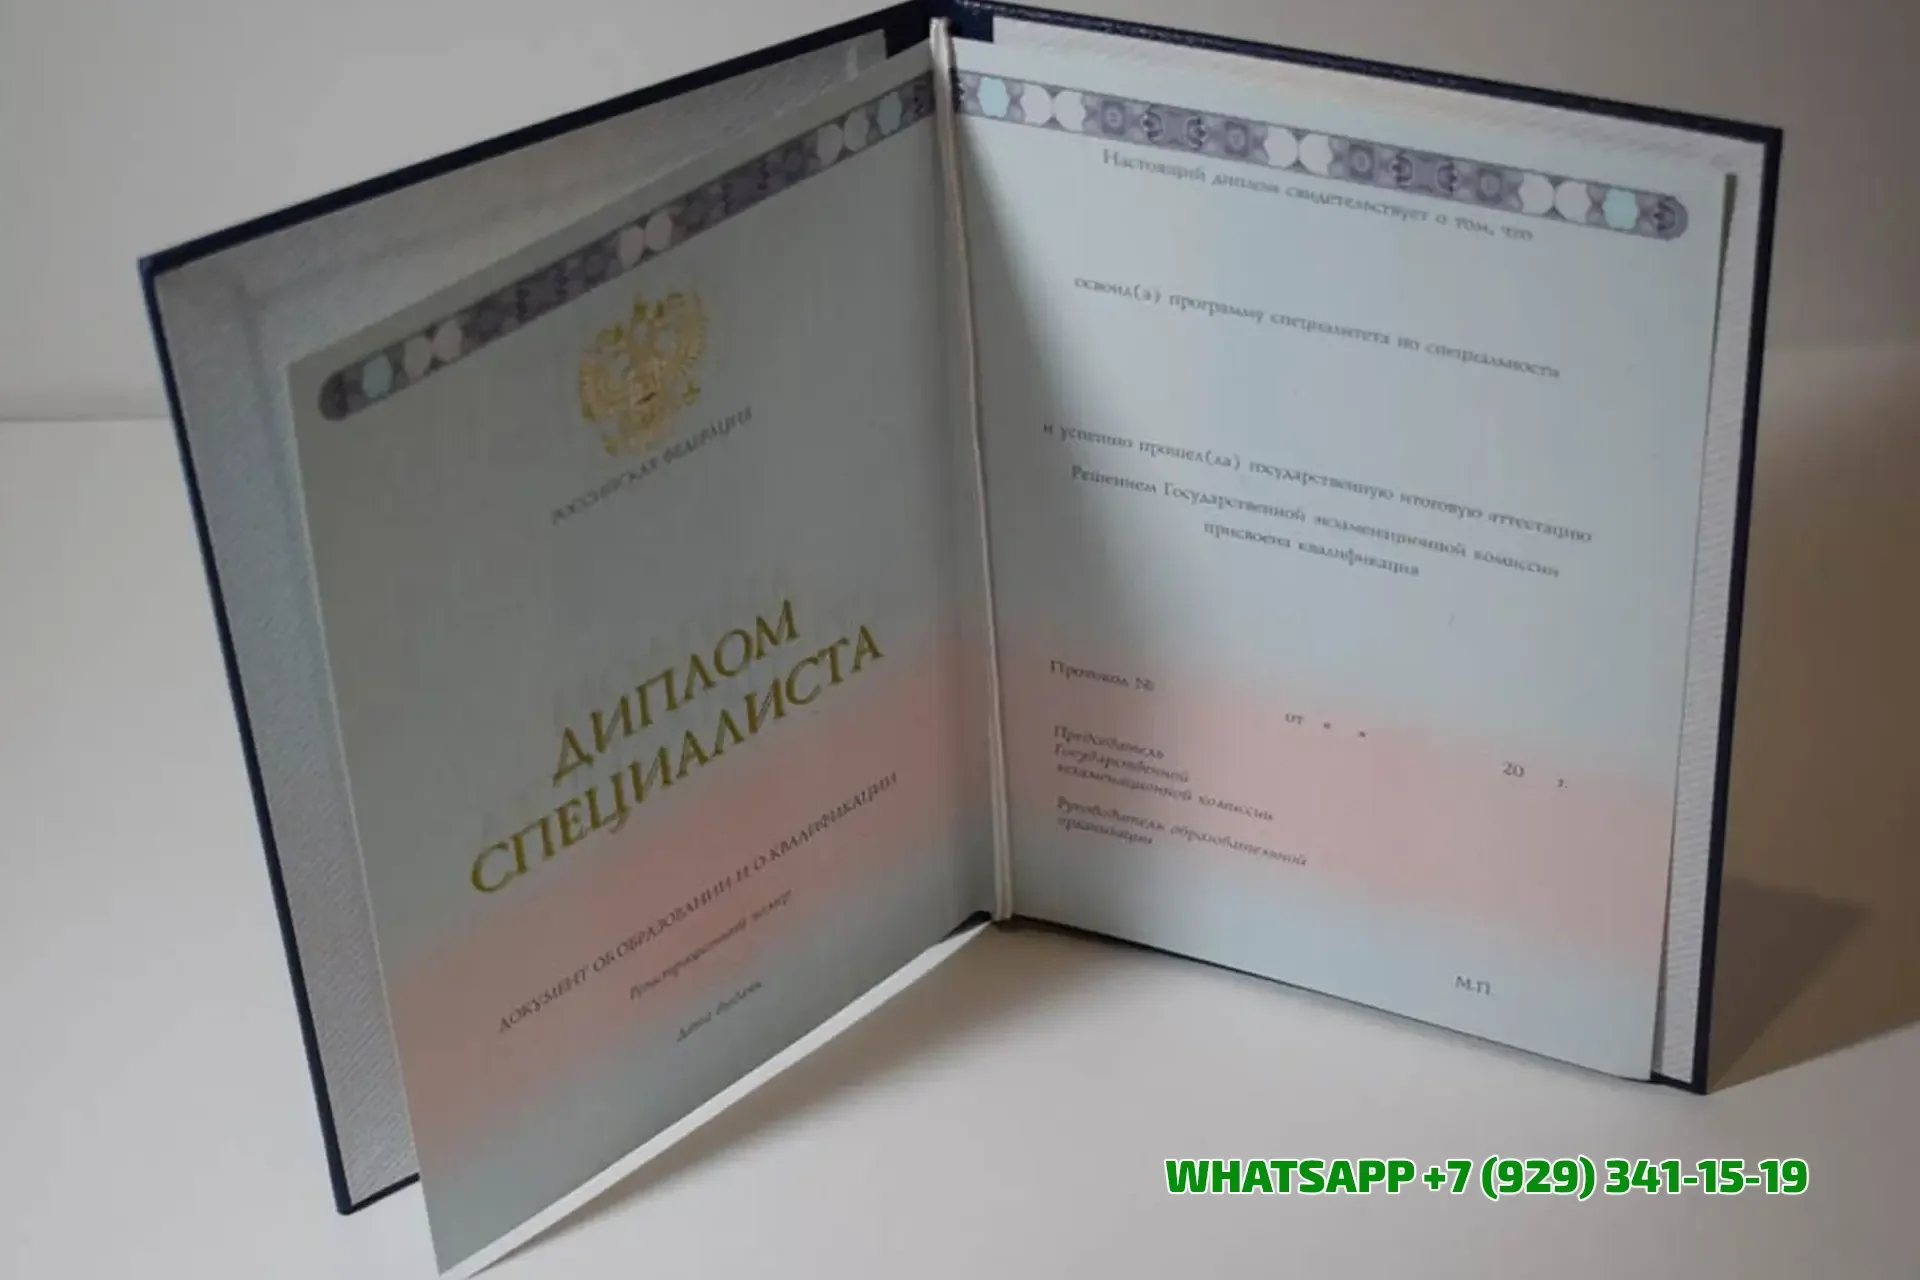 РОССИЙСКАЯ ФЕДЕРАЦИЯ
ДИПЛОМ
СПЕЦИАЛИСТА
ДОКУМЕНТ ОБ ОБРАЗОВАНИИ И О КВАЛИФИКАЦИИ
Регистрационный номер
Дата выдачи
Настоящий диплом свидетельствует о том, что
освоил(а) программу специалитета по специальности
и успешно прошел(ла) государственную итоговую аттестацию
Решением Государственной экзаменационной комиссии
присвоена квалификация
Протокол №
от « » 20 г.
Председатель
Государственной
экзаменационной комиссии
Руководитель образовательной
организации
М.П.
WHATSAPP +7 (929) 341-15-19